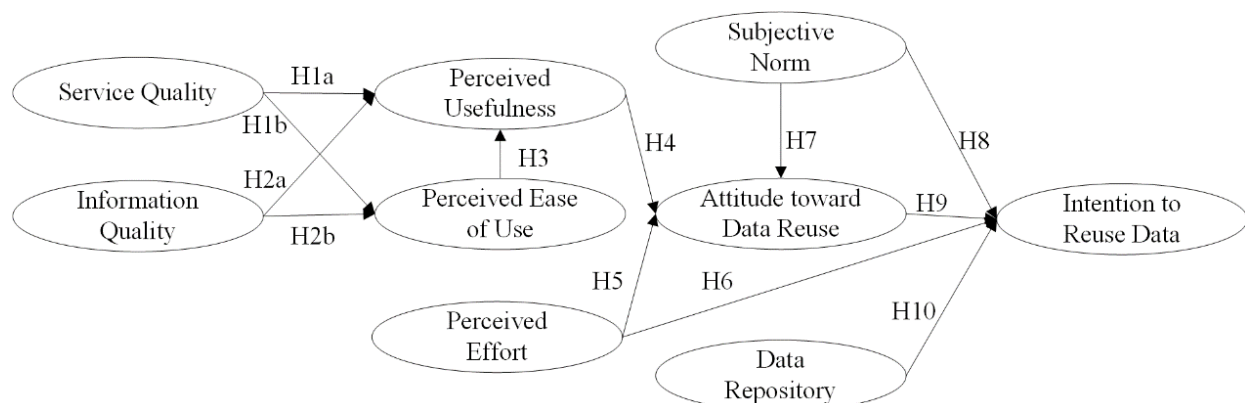 Subjective
Norm
Service Quality
H1a
Perceived
Usefulness
H1b
H3
H4
H7
H8
H2a
Information
Quality
H2b
Perceived Ease
of Use
Attitude toward
Data Reuse
H9
Intention to
Reuse Data
H5
H6
Perceived
Effort
H10
Data
Repository